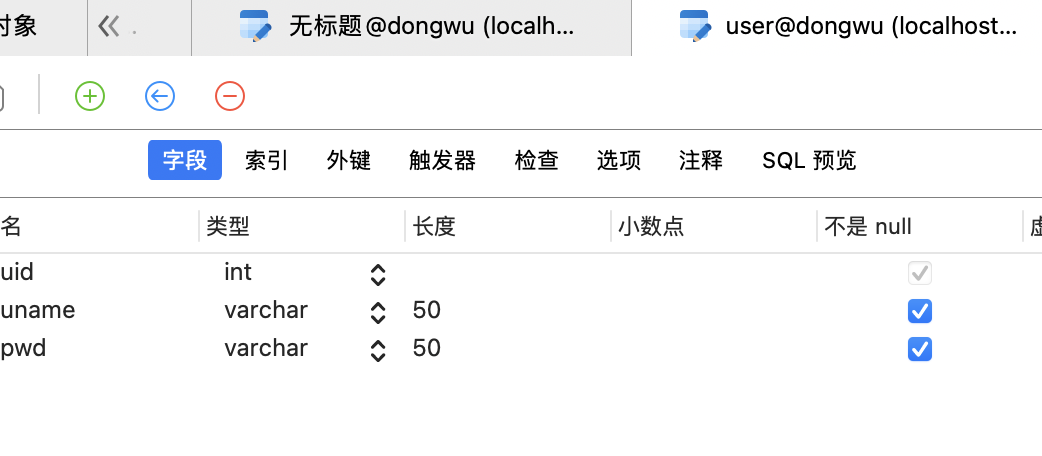 对象
无标题@dongwu (localh...
user@dongwu (localhost...
字段 索引 外键 触发器 检查 选项 注释 SQL 预览
名 类型 长度 小数点 不是 null
uid int
uname varchar 50
pwd varchar 50